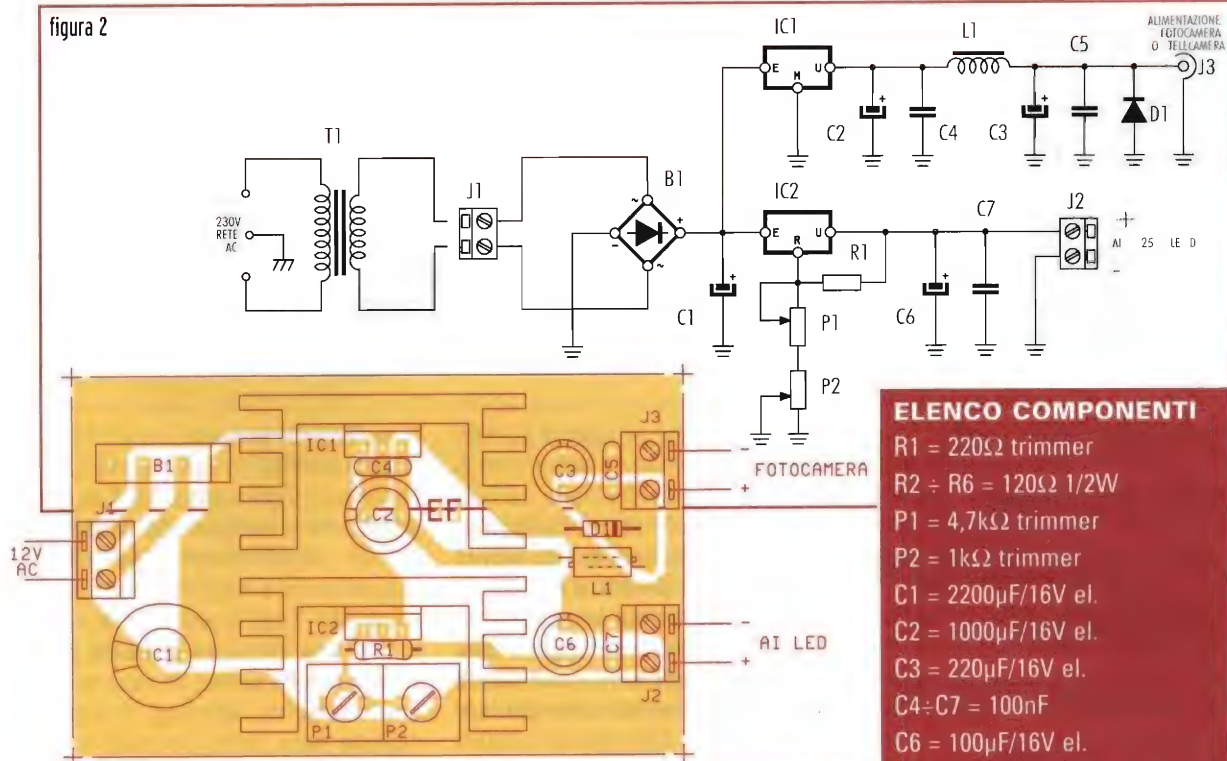 figura 2
ALIMENTAZIONE
FOTOCAMERA
O TELECAMERA
IC1
L1
C5
J3
E
M
U
C2
C4
C3
D1
T1
J1
B1
~
+
-
~
230V
RETE
AC
IC2
E
R
U
R1
C7
J2
+
AI 25 LED
-
C1
P1
C6
P2
B1
IC1
C4
C2
EF
C3
C5
J3
-
FOTOCAMERA
+
D1
L1
J1
12V
AC
C1
IC2
R1
P1
P2
C6
C7
-
AI LED
+
J2
ELENCO COMPONENTI
R1 = 220Ω trimmer
R2 ÷ R6 = 120Ω 1/2W
P1 = 4,7kΩ trimmer
P2 = 1kΩ trimmer
C1 = 2200µF/16V el.
C2 = 1000µF/16V el.
C3 = 220µF/16V el.
C4÷C7 = 100nF
C6 = 100µF/16V el.